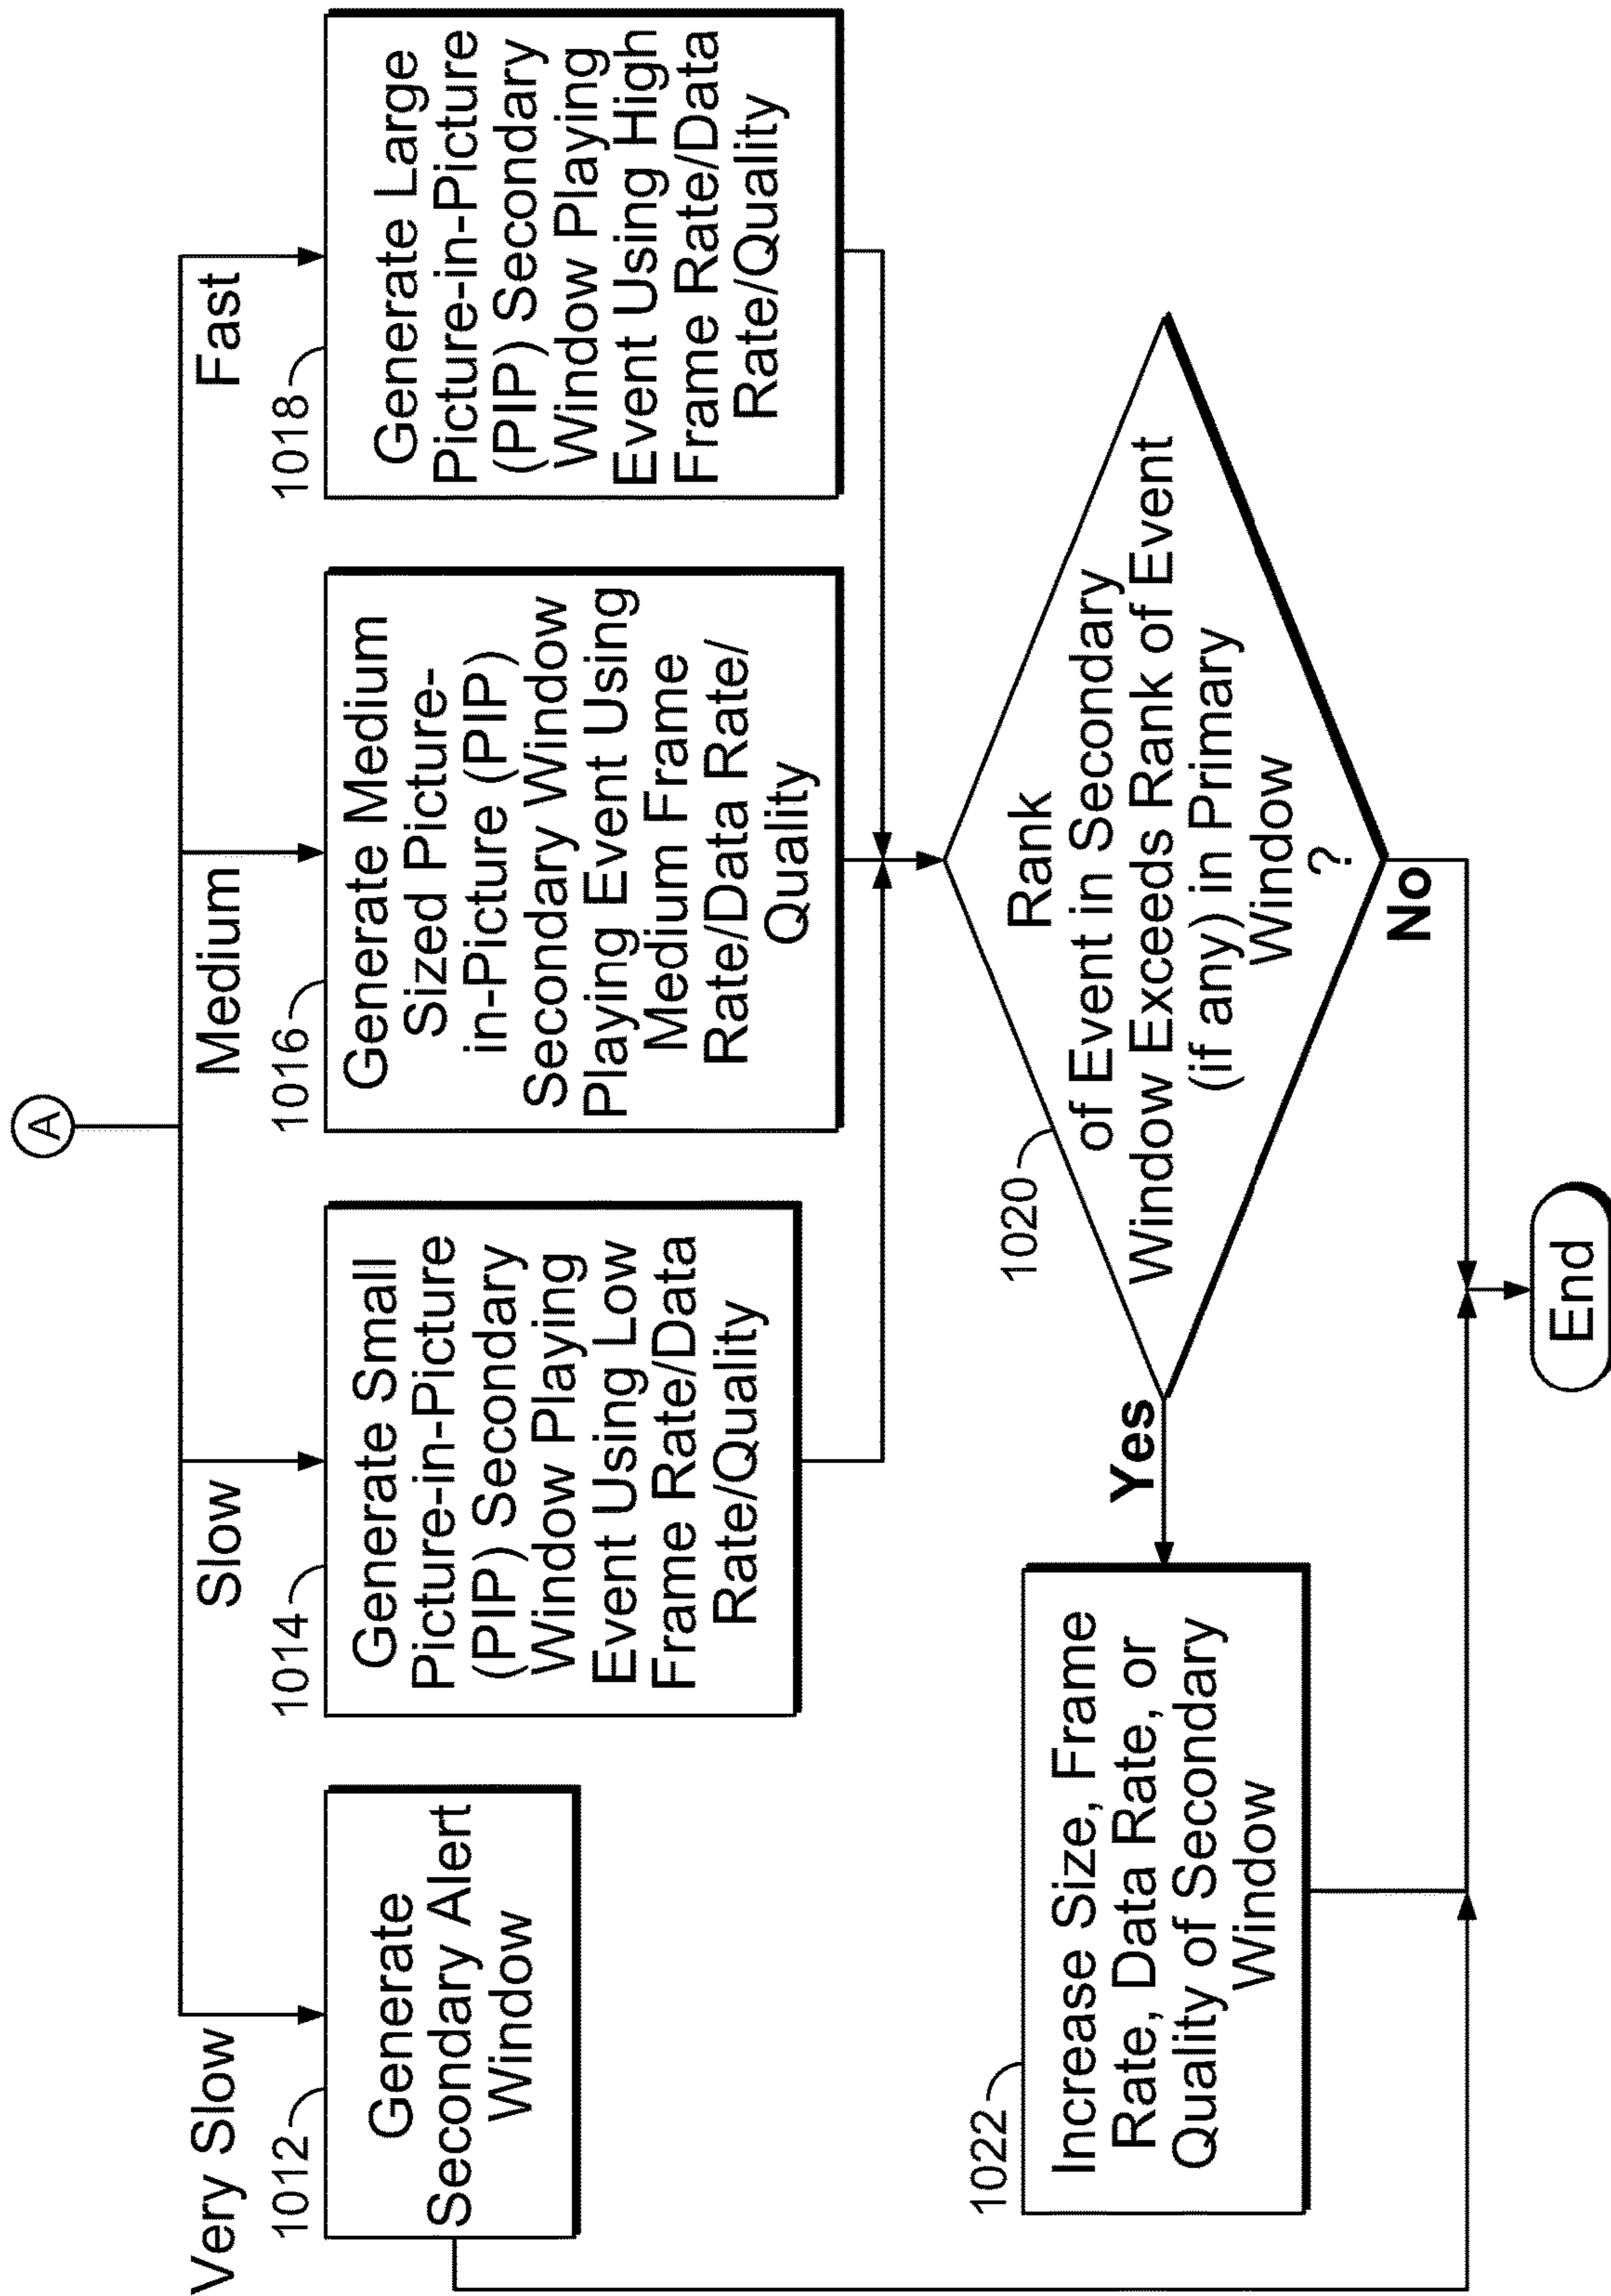 A
Very Slow
Slow
Medium
Fast
1012
Generate
Secondary Alert
Window
1014
Generate Small
Picture-in-Picture
(PIP) Secondary
Window Playing
Event Using Low
Frame Rate/Data
Rate/Quality
1016
Generate Medium
Sized Picture-
in-Picture (PIP)
Secondary Window
Playing Event Using
Medium Frame
Rate/Data Rate/
Quality
1018
Generate Large
Picture-in-Picture
(PIP) Secondary
Window Playing
Event Using High
Frame Rate/Data
Rate/Quality
1020
Rank
of Event in Secondary
Window Exceeds Rank of Event
(if any) in Primary
Window
?
Yes
No
1022
Increase Size, Frame
Rate, Data Rate, or
Quality of Secondary
Window
End